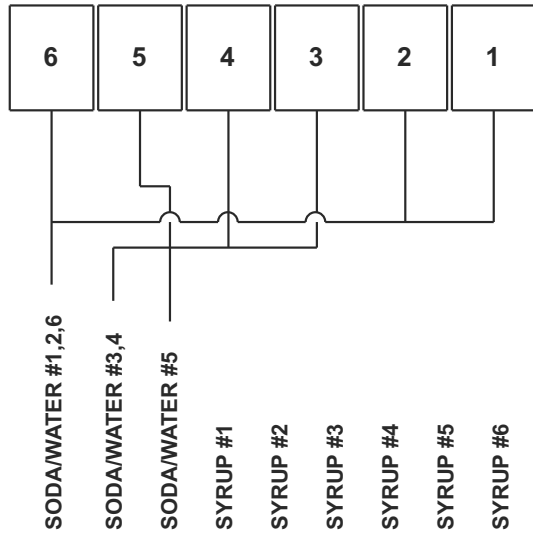 6 5 4 3 2 1
SODA/WATER #1,2,6
SODA/WATER #3,4
SODA/WATER #5
SYRUP #1
SYRUP #2
SYRUP #3
SYRUP #4
SYRUP #5
SYRUP #6